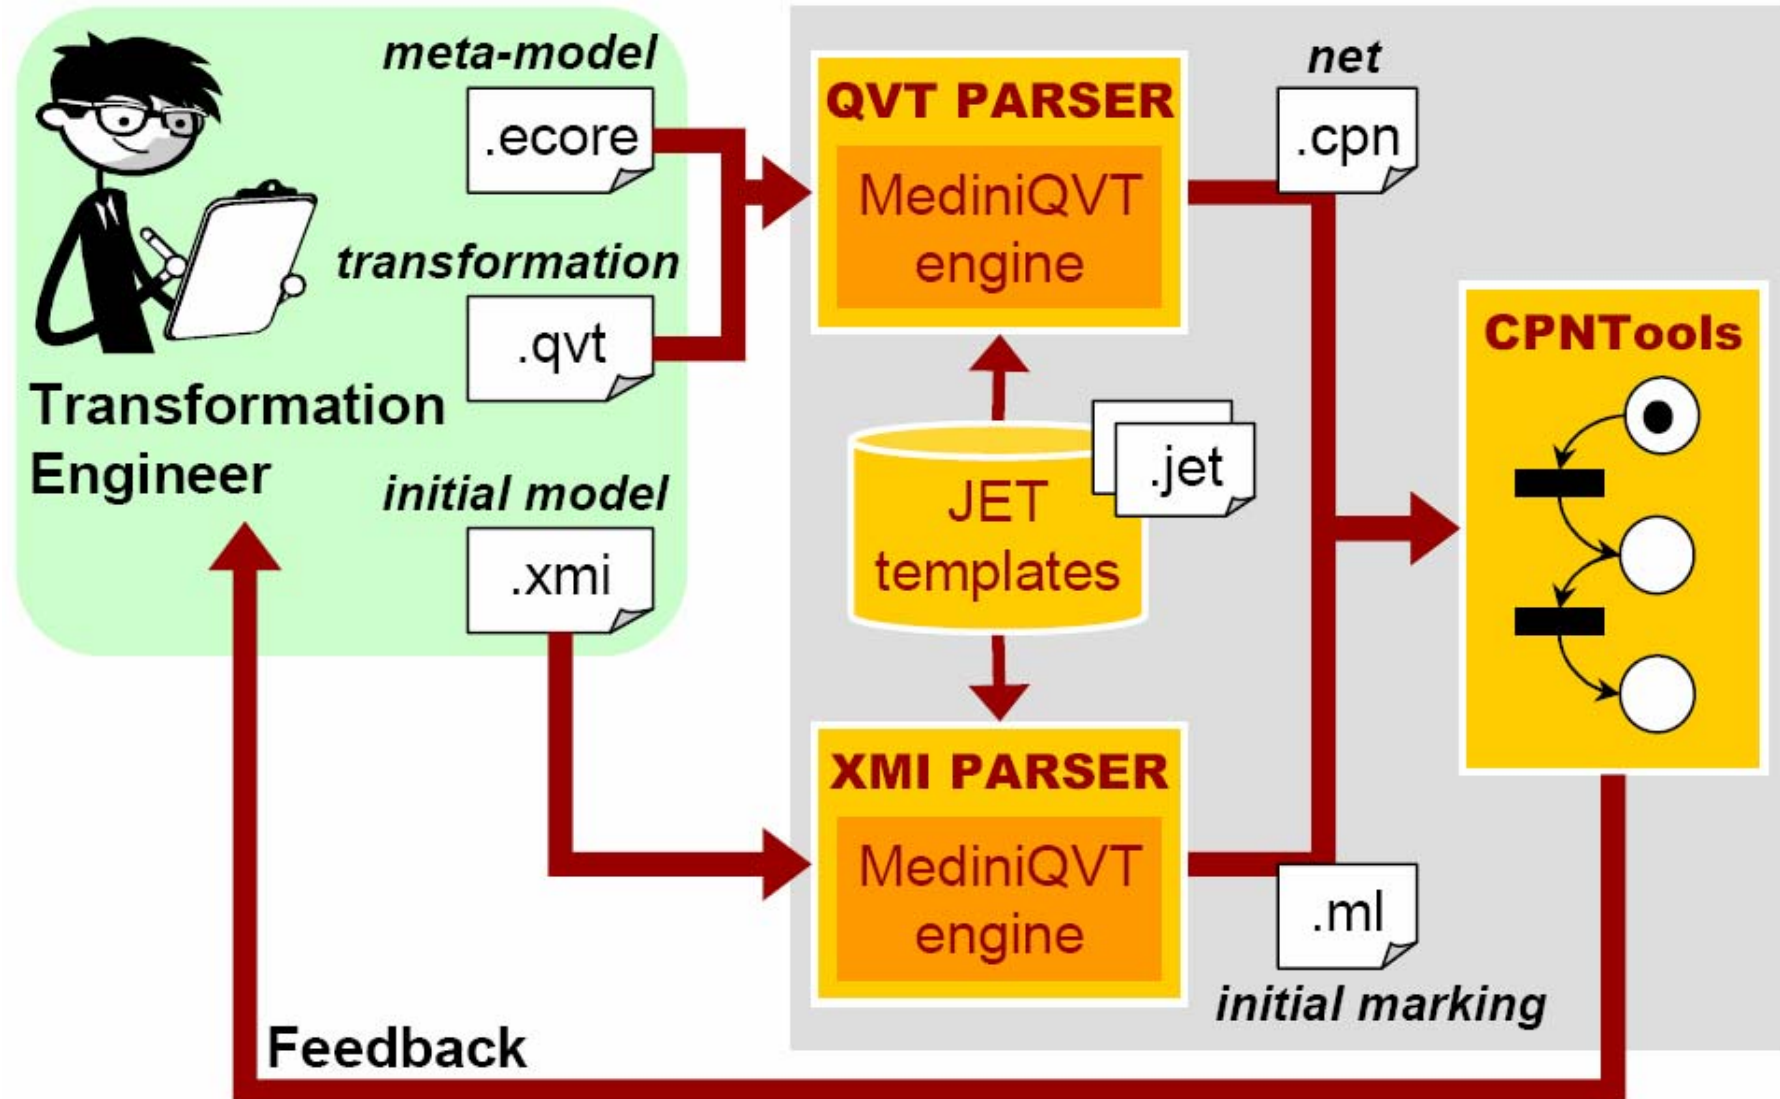 meta-model
.ecore
transformation
.qvt
Transformation
Engineer
initial model
.xmi
QVT PARSER
MediniQVT
engine
net
.cpn
.jet
JET
templates
XMI PARSER
MediniQVT
engine
.ml
initial marking
CPNTools
Feedback